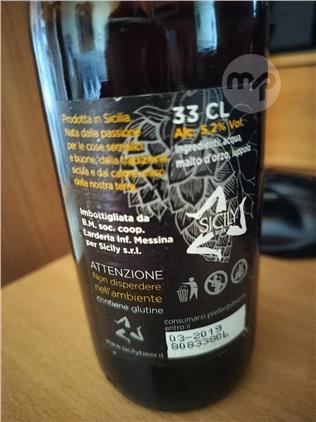 Prodotta in Sicilia.
Nata dalla passione
per le cose semplici
e buone, dalla tradizione
sicula e dal calore unico
della nostra terra.
33 CL
Alc. 5,2% Vol.
Ingredienti: acqua,
malto d'orzo, luppolo
Imbottigliata da
B.M. soc. coop.
Larderia inf. Messina
per Sicily s.r.l.
SICILY
ATTENZIONE
Non disperdere
nell'ambiente
contiene glutine
www.sicilybeer.it
consumarsi preferibilmente
entro il
03-2019
8083380L